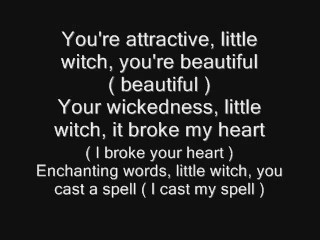 You're attractive, little
witch, you're beautiful
( beautiful )
Your wickedness, little
witch, it broke my heart
( I broke your heart )
Enchanting words, little witch, you
cast a spell ( I cast my spell )